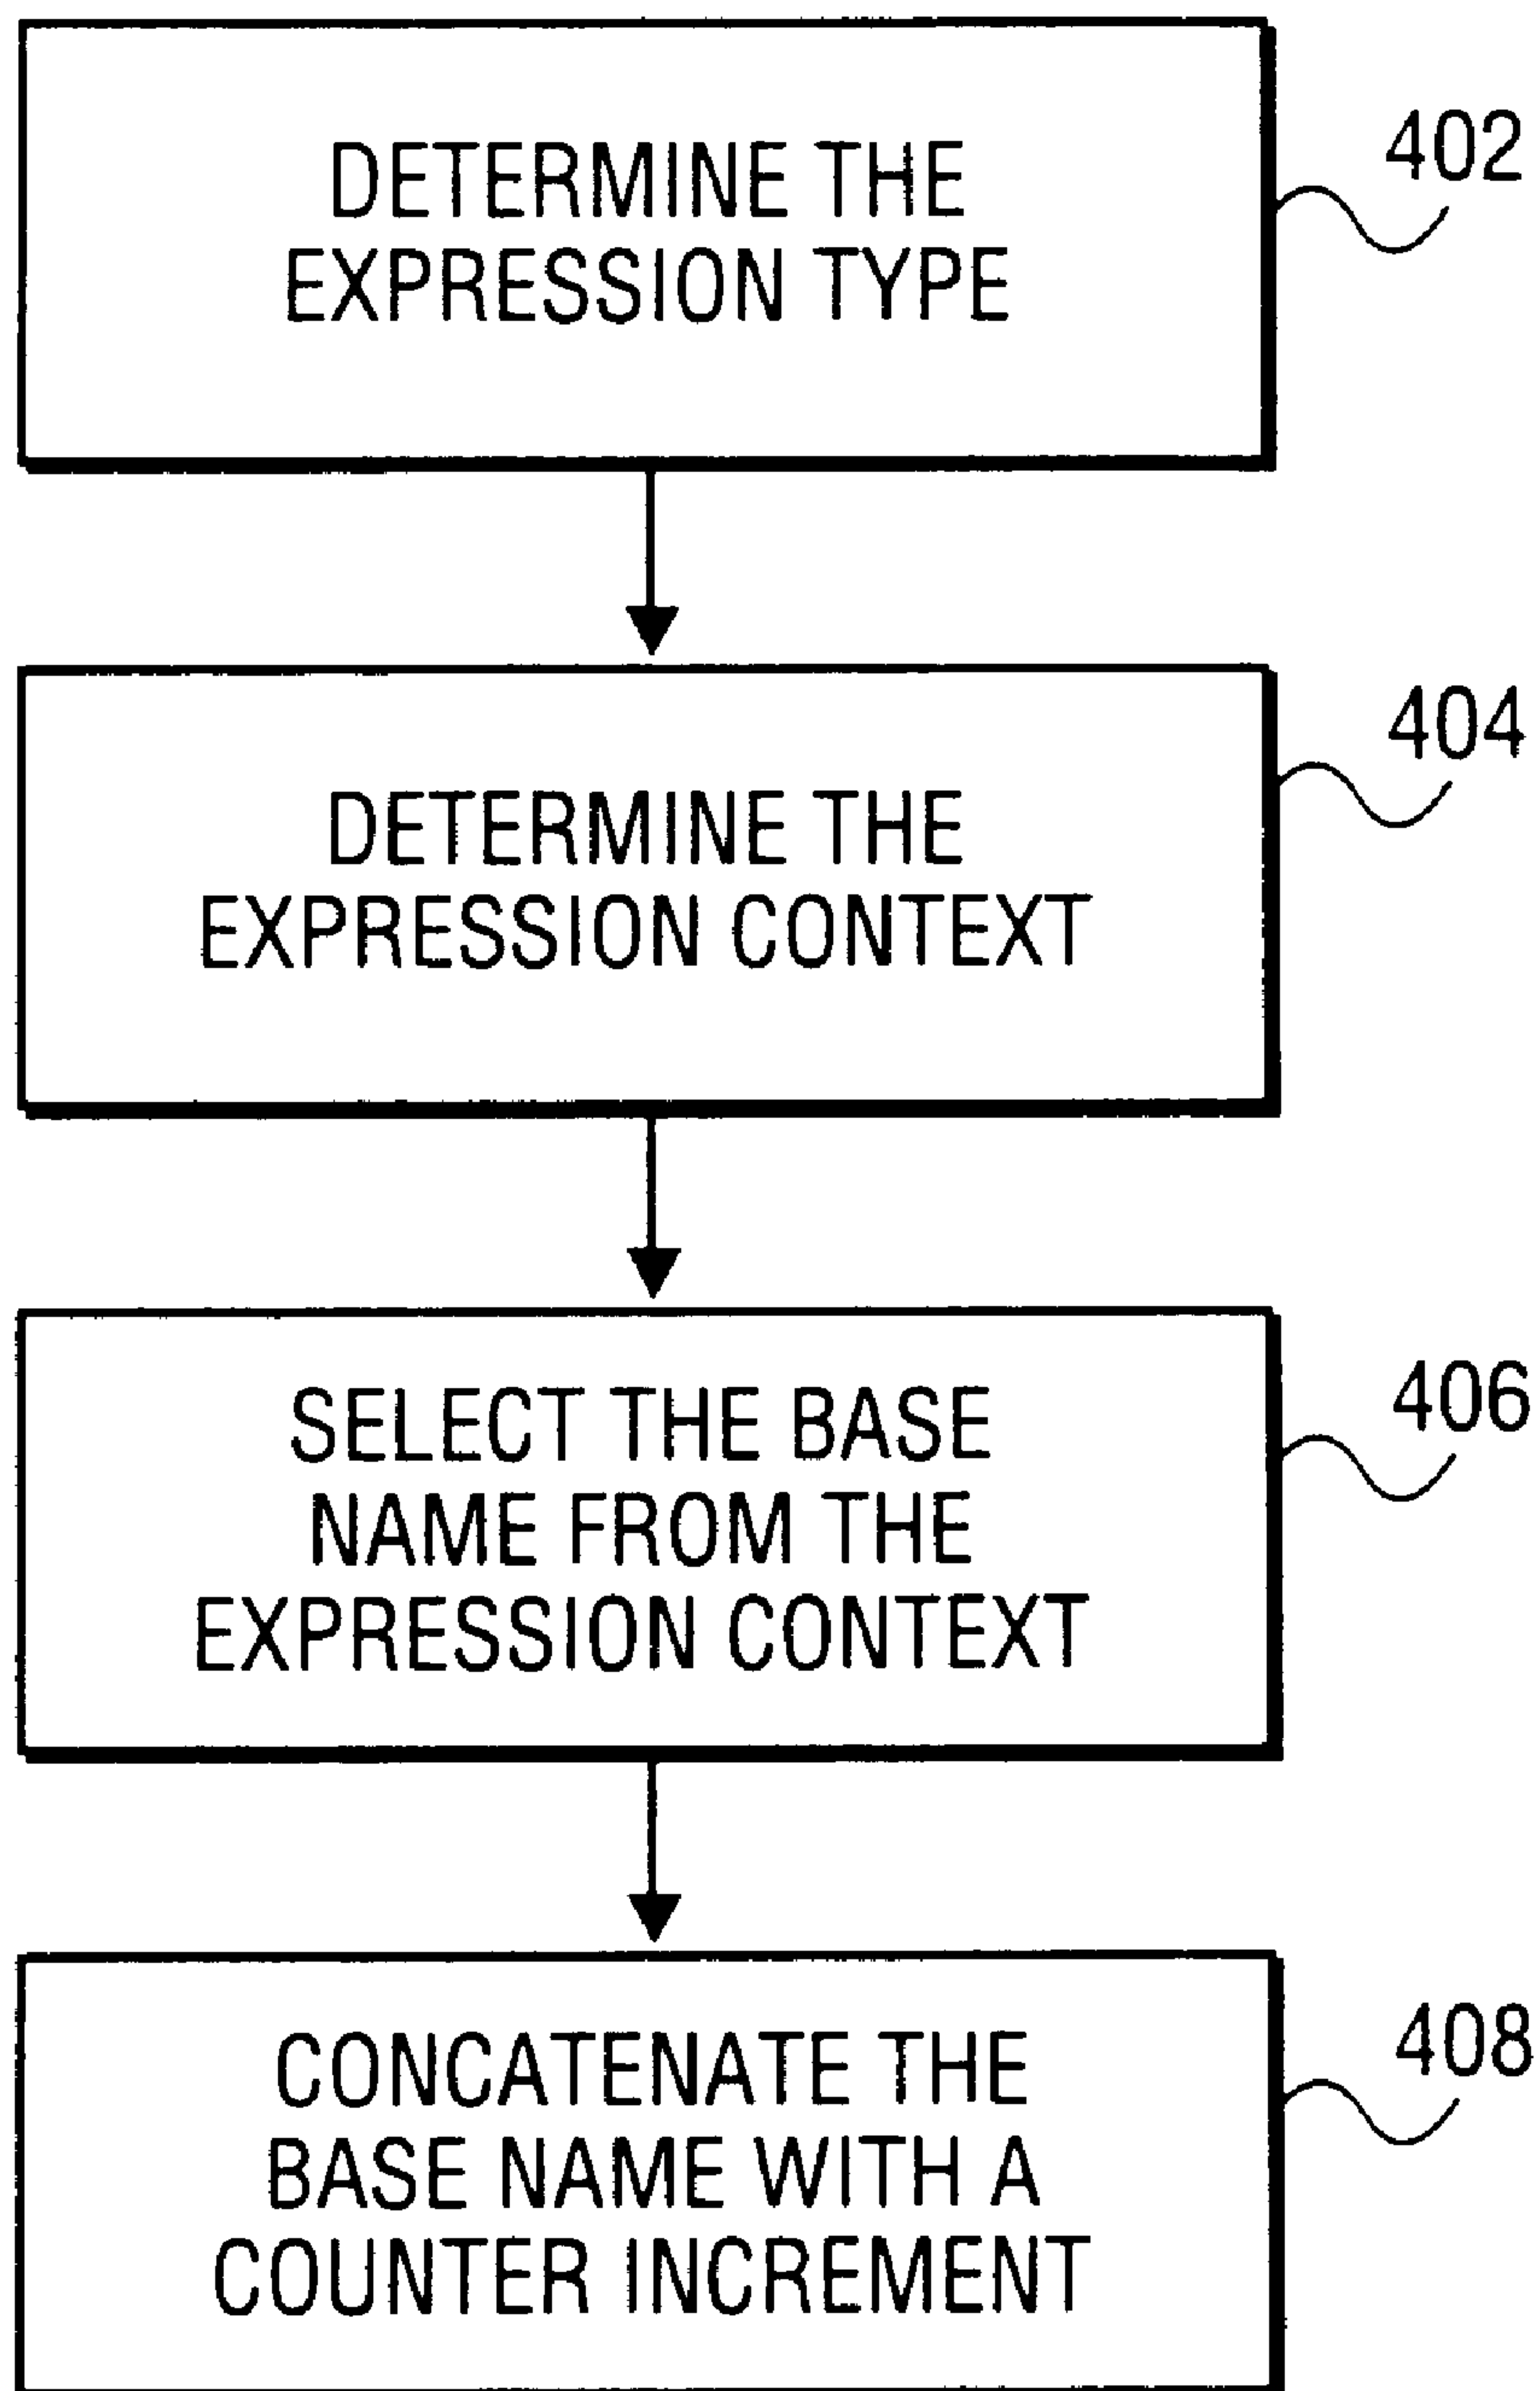 402
DETERMINE THE
EXPRESSION TYPE
404
DETERMINE THE
EXPRESSION CONTEXT
406
SELECT THE BASE
NAME FROM THE
EXPRESSION CONTEXT
408
CONCATENATE THE
BASE NAME WITH A
COUNTER INCREMENT